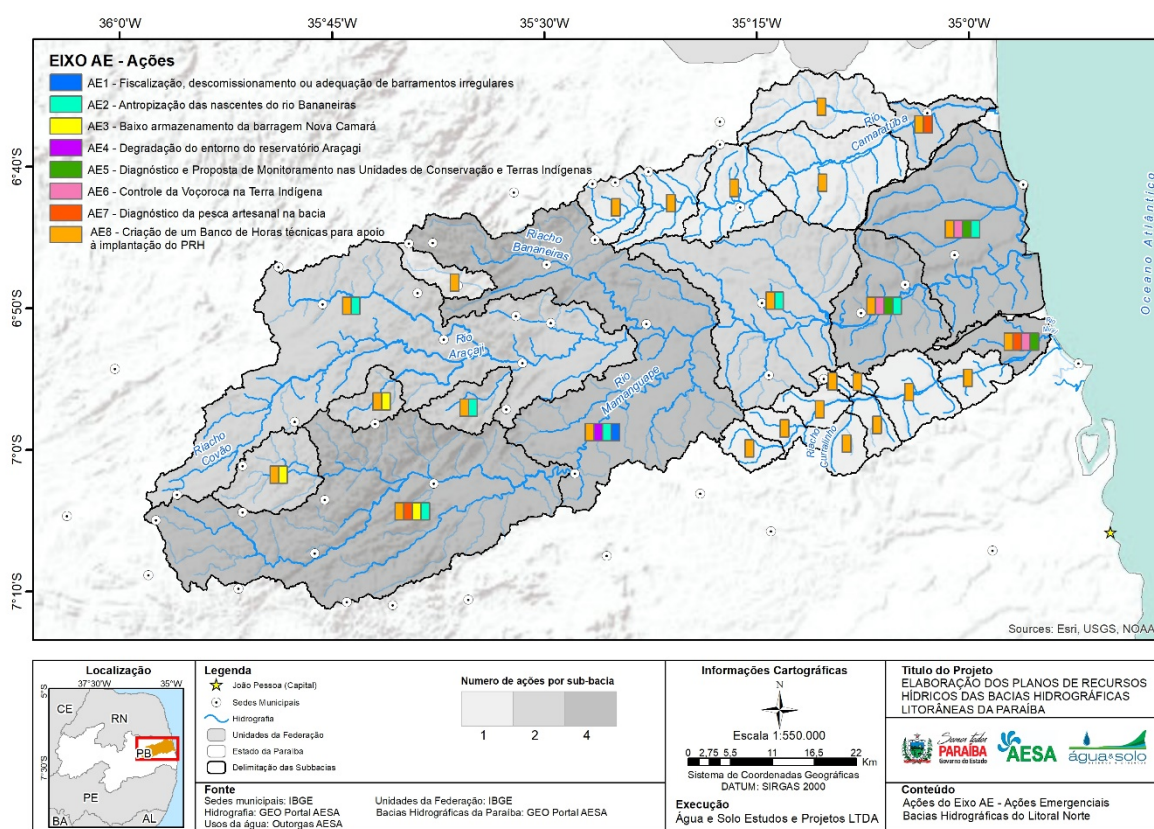 36°0'W
35°45'W
35°30'W
35°15'W
35°0'W
EIXO AE - Ações
AE1 - Fiscalização, descomissionamento ou adequação de barramentos irregulares
AE2 - Antropização das nascentes do rio Bananeiras
AE3 - Baixo armazenamento da barragem Nova Camará
AE4 - Degradação do entorno do reservatório Araçagi
AE5 - Diagnóstico e Proposta de Monitoramento nas Unidades de Conservação e Terras Indígenas
AE6 - Controle da Voçoroca na Terra Indígena
AE7 - Diagnóstico da pesca artesanal na bacia
AE8 - Criação de um Banco de Horas técnicas para apoio
à implantação do PRH
6°40'S
6°50'S
7°0'S
7°10'S
Rio
Camaratuba
Riacho
Bananeiras
Rio
Araçaji
Rio
Mamanguape
Riacho
Covão
Riacho
Curralinho
Oceano Atlântico
Sources: Esri, USGS, NOAA
Localização
37°30'W
35°W
5°S
7°30'S
CE
RN
PB
PE
BA
AL
Legenda
João Pessoa (Capital)
Sedes Municipais
Hidrografia
Unidades da Federação
Estado da Paraíba
Delimitação das Subbacias
Numero de ações por sub-bacia
1
2
4
Fonte
Sedes municipais: IBGE
Hidrografia: GEO Portal AESA
Usos da água: Outorgas AESA
Unidades da Federação: IBGE
Bacias Hidrográficas da Paraíba: GEO Portal AESA
Informações Cartográficas
N
Escala 1:550.000
0 2,75 5,5 11 16,5 22
Km
Sistema de Coordenadas Geográficas
DATUM: SIRGAS 2000
Execução
Água e Solo Estudos e Projetos LTDA
Titulo do Projeto
ELABORAÇÃO DOS PLANOS DE RECURSOS
HÍDRICOS DAS BACIAS HIDROGRÁFICAS
LITORÂNEAS DA PARAÍBA
Somos todos
PARAÍBA
Governo do Estado
AESA
água&solo
Conteúdo
Ações do Eixo AE - Ações Emergenciais
Bacias Hidrográficas do Litoral Norte